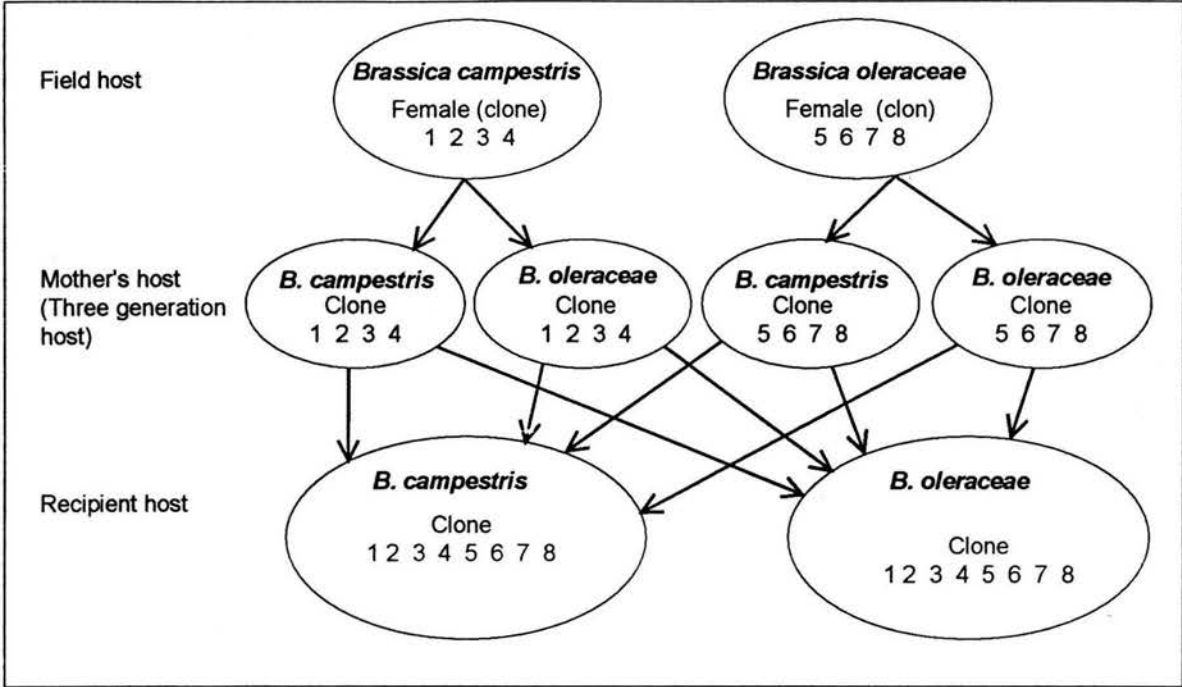 Field host
Brassica campestris
Female (clone)
1 2 3 4
Brassica oleraceae
Female (clon)
5 6 7 8
Mother's host
(Three generation
host)
B. campestris
Clone
1 2 3 4
B. oleraceae
Clone
1 2 3 4
B. campestris
Clone
5 6 7 8
B. oleraceae
Clone
5 6 7 8
Recipient host
B. campestris
Clone
1 2 3 4 5 6 7 8
B. oleraceae
Clone
1 2 3 4 5 6 7 8